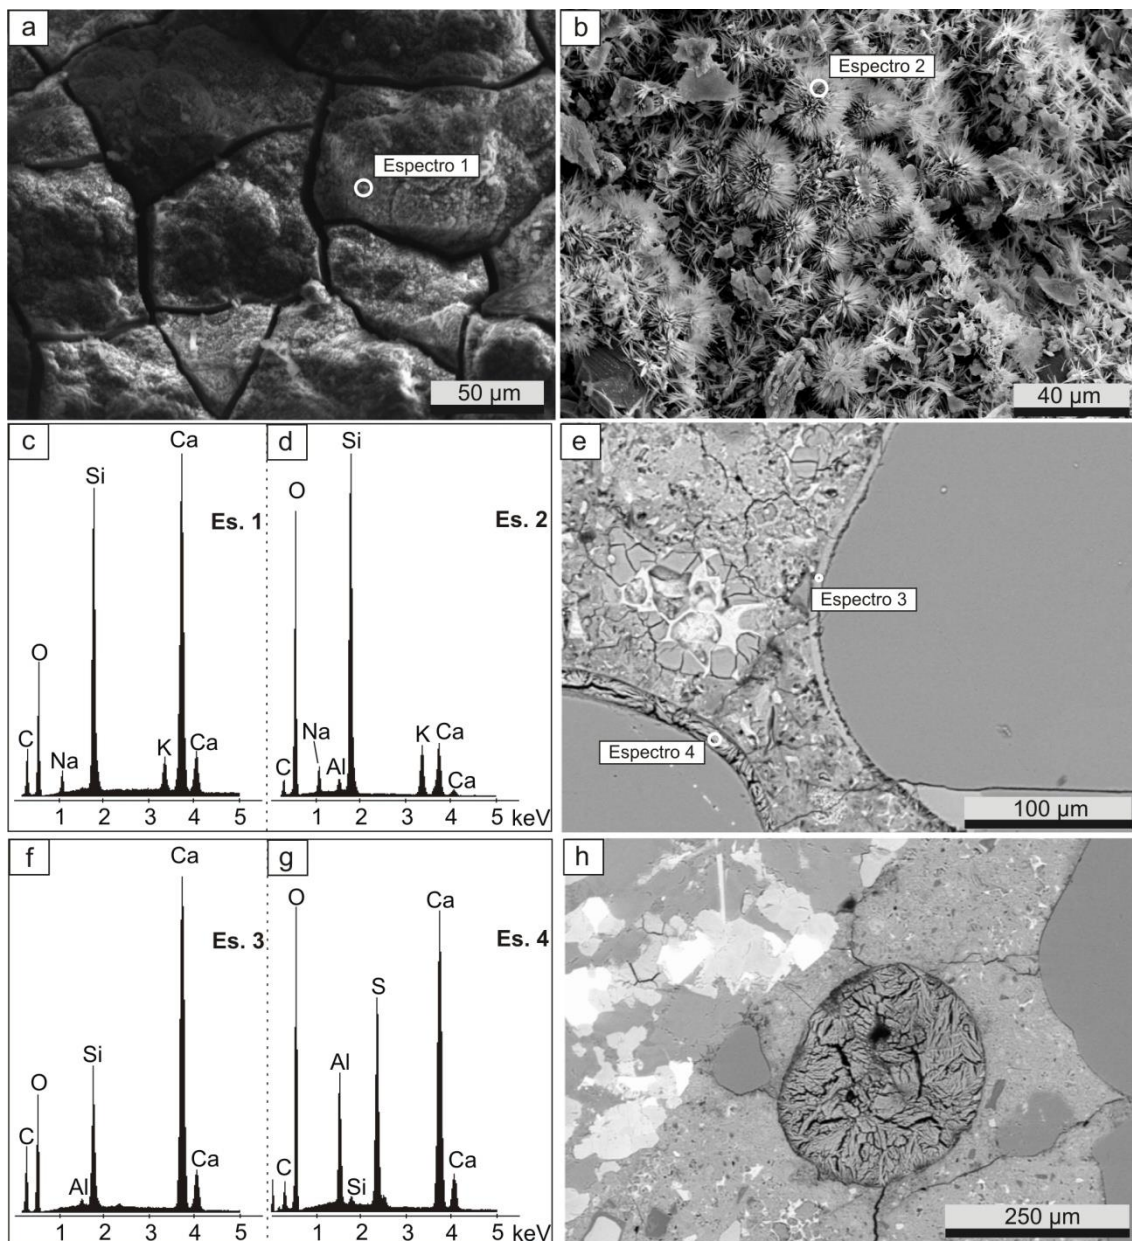 a
Espectro 1
50 µm
b
Espectro 2
40 µm
c
Ca
Si
Es. 1
O
C
Na
K
Ca
1 2 3 4 5
d
Si
O
Es. 2
Na
C
Al
K
Ca
Ca
1 2 3 4 5 keV
e
Espectro 3
Espectro 4
100 µm
f
Ca
Es. 3
Si
O
C
Al
Ca
1 2 3 4 5
g
O
Ca
Es. 4
S
Al
C
Si
Ca
1 2 3 4 5 keV
h
250 µm